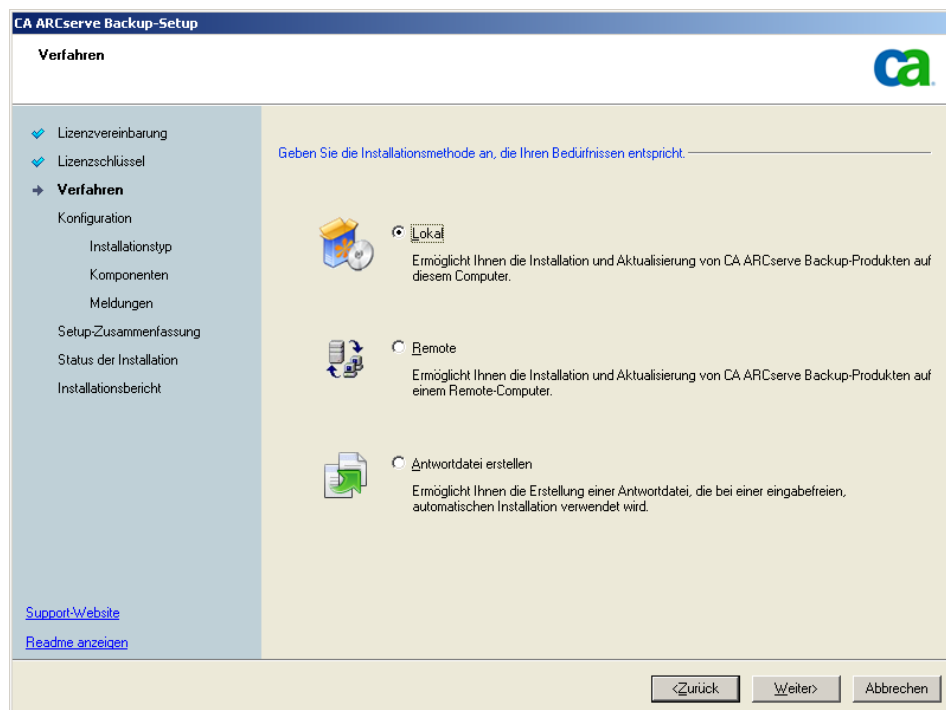 CA ARCserve Backup-Setup
Verfahren
ca
Lizenzvereinbarung
Lizenzschlüssel
Verfahren
Konfiguration
Installationstyp
Komponenten
Meldungen
Setup-Zusammenfassung
Status der Installation
Installationsbericht
Support-Website
Readme anzeigen
Geben Sie die Installationsmethode an, die Ihren Bedürfnissen entspricht.
Lokal
Ermöglicht Ihnen die Installation und Aktualisierung von CA ARCserve Backup-Produkten auf
diesem Computer.
Remote
Ermöglicht Ihnen die Installation und Aktualisierung von CA ARCserve Backup-Produkten auf
einem Remote-Computer.
Antwortdatei erstellen
Ermöglicht Ihnen die Erstellung einer Antwortdatei, die bei einer eingabefreien,
automatischen Installation verwendet wird.
<Zurück
Weiter>
Abbrechen